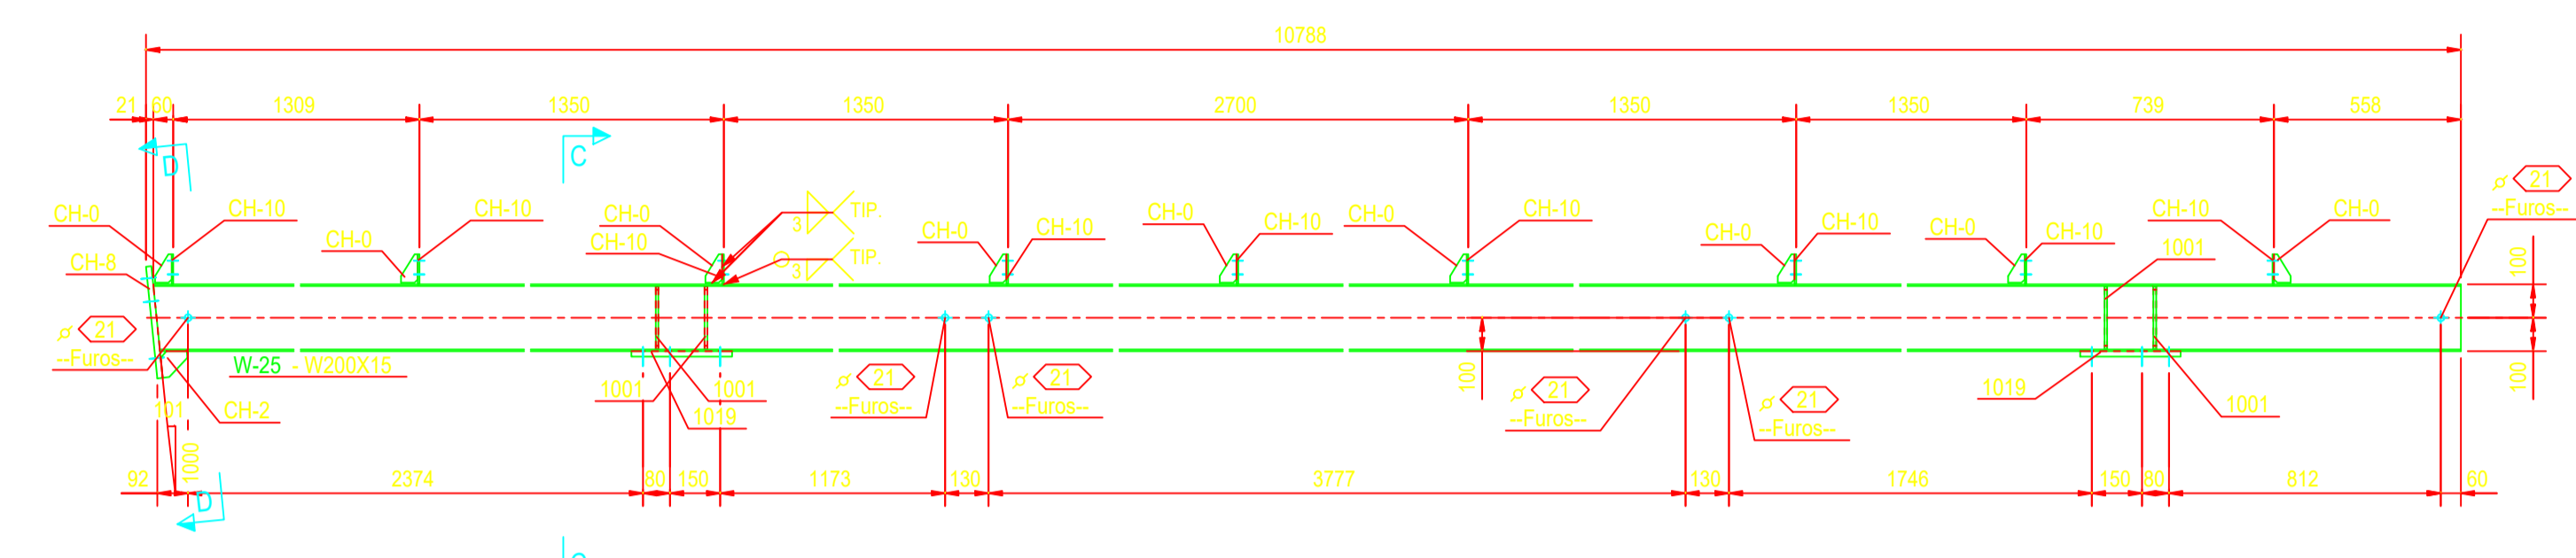 10788
21 60 1309 1350 1350 2700 1350 1350 739 558
D
C
⌀ 21
--Furos--
CH-0 CH-10
CH-0 CH-10
CH-0
CH-10
3 TIP.
3 TIP.
CH-0 CH-10
CH-0 CH-10
CH-0 CH-10
CH-0 CH-10
CH-0 CH-10
CH-10 CH-0
1001
CH-8
100
100
⌀ 21
--Furos--
W-25 - W200X15
CH-2
101
1000
1001 1001
1019
⌀ 21
--Furos--
⌀ 21
--Furos--
100
⌀ 21
--Furos--
⌀ 21
--Furos--
1019
1001
92 2374 80 150 1173 130 3777 130 1746 150 80 812 60
D